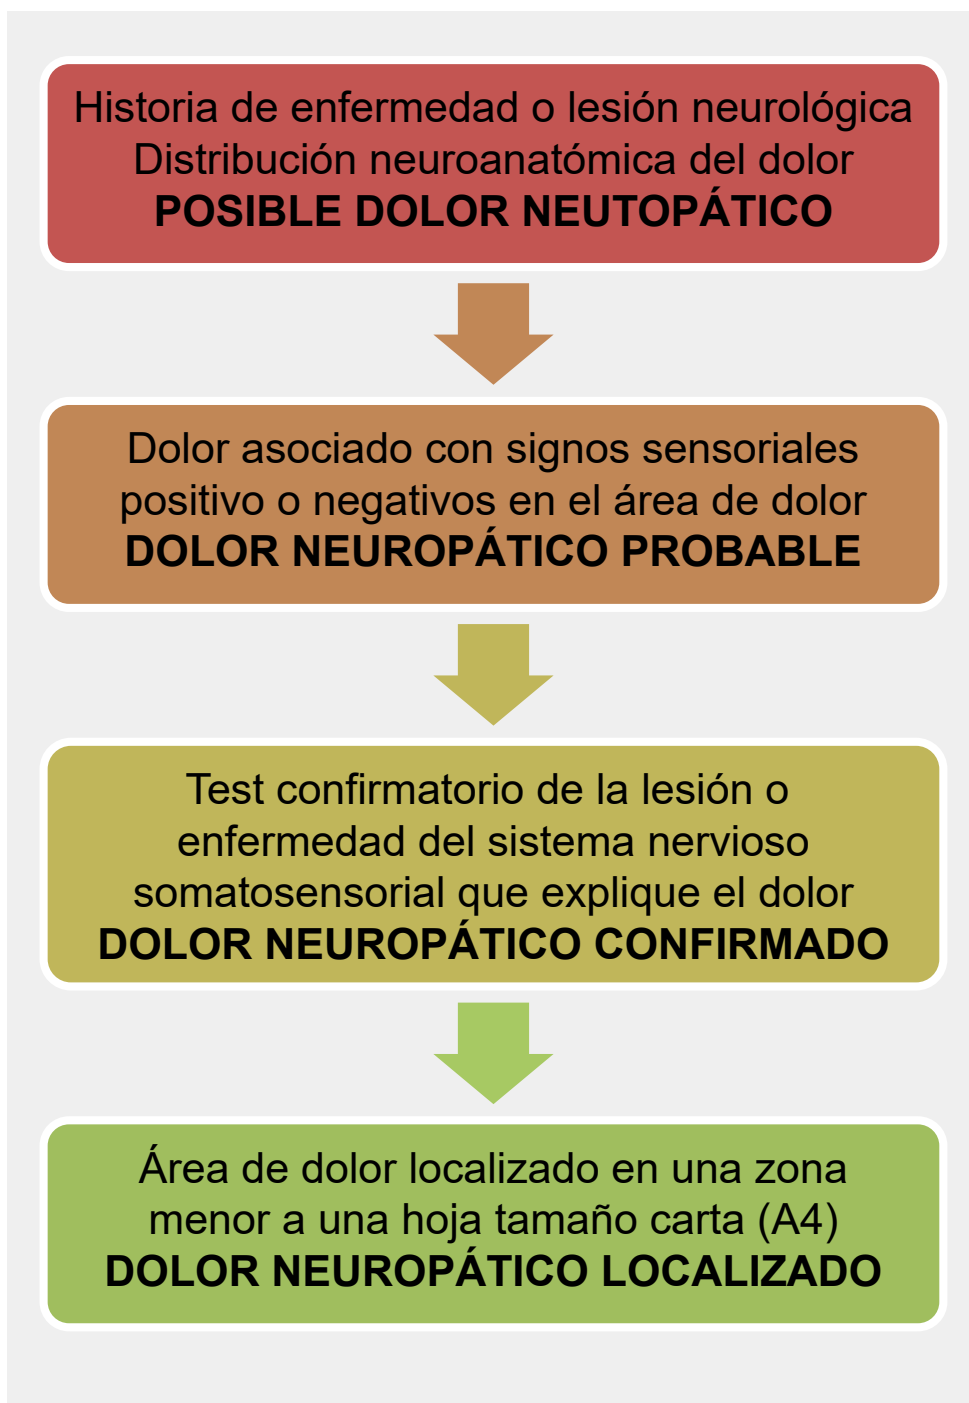 Historia de enfermedad o lesión neurológica
Distribución neuroanatómica del dolor
POSIBLE DOLOR NEUTOPÁTICO
Dolor asociado con signos sensoriales
positivo o negativos en el área de dolor
DOLOR NEUROPÁTICO PROBABLE
Test confirmatorio de la lesión o
enfermedad del sistema nervioso
somatosensorial que explique el dolor
DOLOR NEUROPÁTICO CONFIRMADO
Área de dolor localizado en una zona
menor a una hoja tamaño carta (A4)
DOLOR NEUROPÁTICO LOCALIZADO